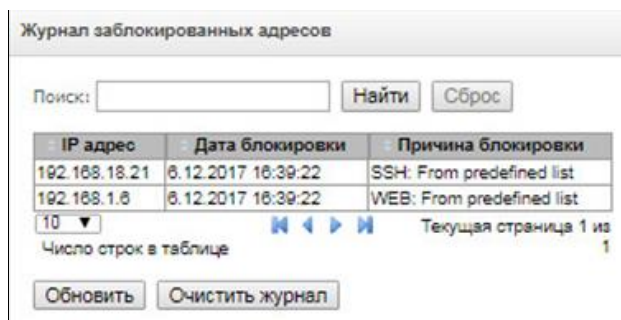 Журнал заблокированных адресов
Поиск: Найти Сброс
IP адрес Дата блокировки Причина блокировки
192.168.18.21 6.12.2017 16:39:22 SSH: From predefined list
192.168.1.6 6.12.2017 16:39:22 WEB: From predefined list
10 Текущая страница 1 из
Число строк в таблице 1
Обновить Очистить журнал